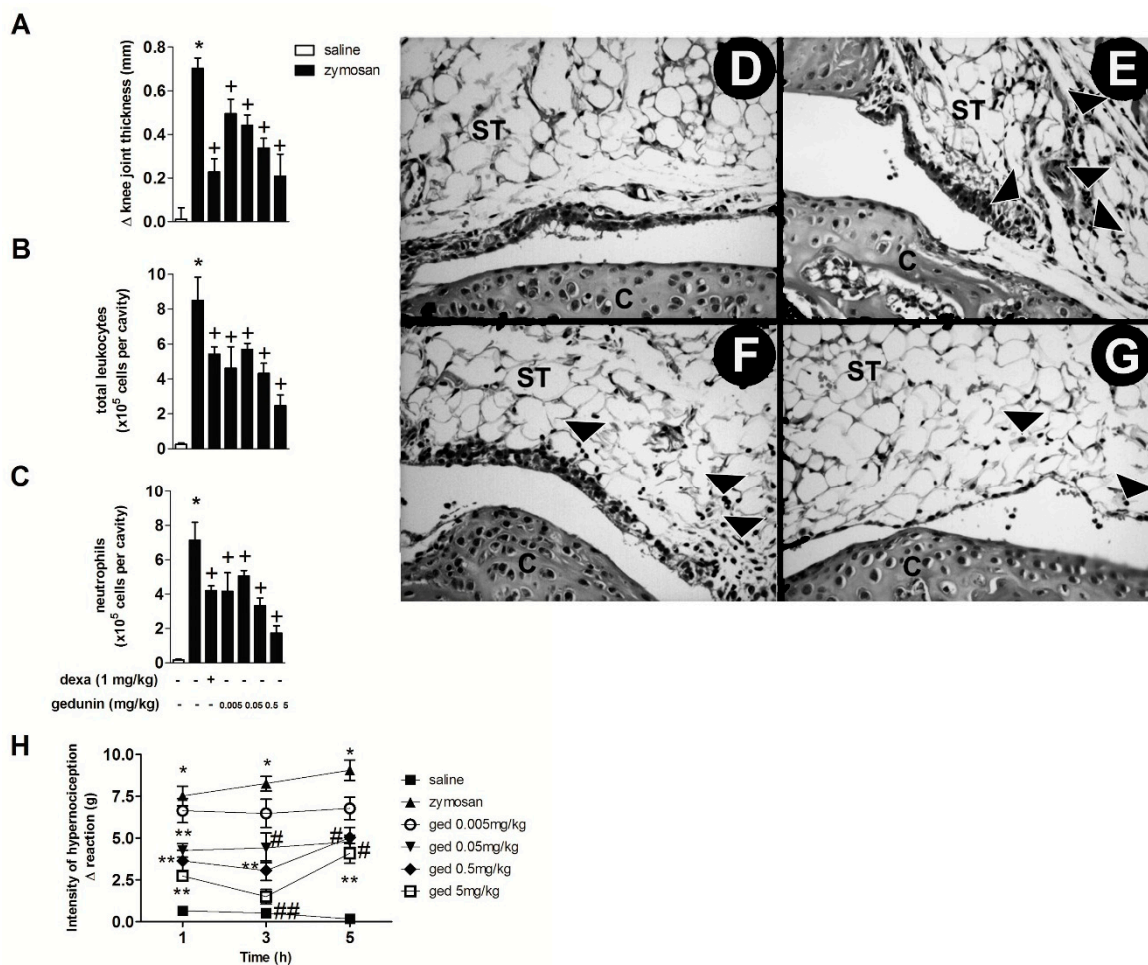 A
Δ knee joint thickness (mm)
0.8
0.6
0.4
0.2
0.0
*
+
+
+
+
+
saline
zymosan
B
total leukocytes
(x10⁵ cells per cavity)
10
8
6
4
2
0
*
+
+
+
+
+
C
neutrophils
(x10⁵ cells per cavity)
10
8
6
4
2
0
*
+
+
+
+
+
dexa (1 mg/kg) - - + - - - -
gedunin (mg/kg) - - - 0.005 0.05 0.5 5
D
ST
C
E
ST
C
F
ST
C
G
ST
C
H
Intensity of hypernociception
Δ reaction (g)
10.0
7.5
5.0
2.5
0.0
* * *
** # #
** ** #
** **
##
1 3 5
Time (h)
saline
zymosan
ged 0.005mg/kg
ged 0.05mg/kg
ged 0.5mg/kg
ged 5mg/kg